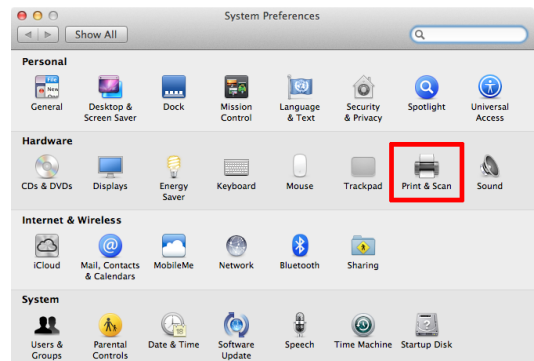 System Preferences
Show All
Personal
General
Desktop & Screen Saver
Dock
Mission Control
Language & Text
Security & Privacy
Spotlight
Universal Access
Hardware
CDs & DVDs
Displays
Energy Saver
Keyboard
Mouse
Trackpad
Print & Scan
Sound
Internet & Wireless
iCloud
Mail, Contacts & Calendars
MobileMe
Network
Bluetooth
Sharing
System
Users & Groups
Parental Controls
Date & Time
Software Update
Speech
Time Machine
Startup Disk